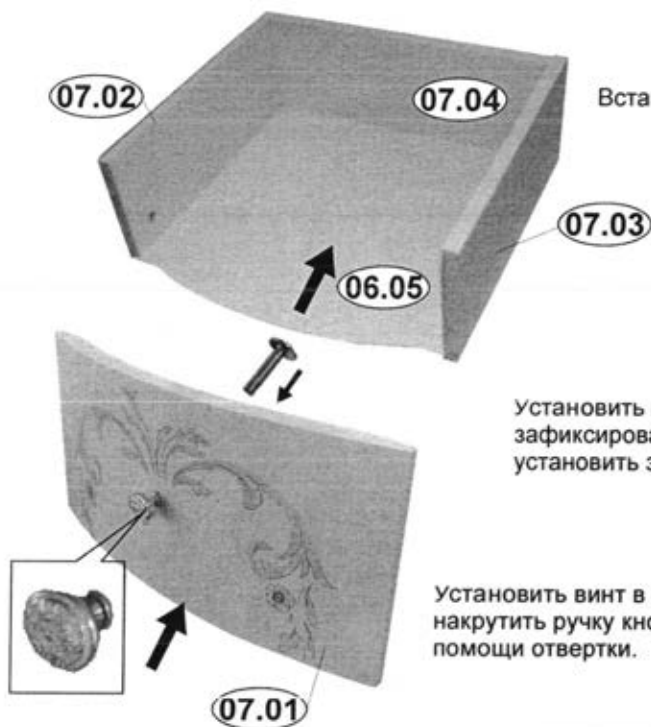 07.02
07.04
Вста
07.03
06.05
Установить
зафиксирова
установить з
Установить винт в
накрутить ручку кно
помощи отвертки.
07.01